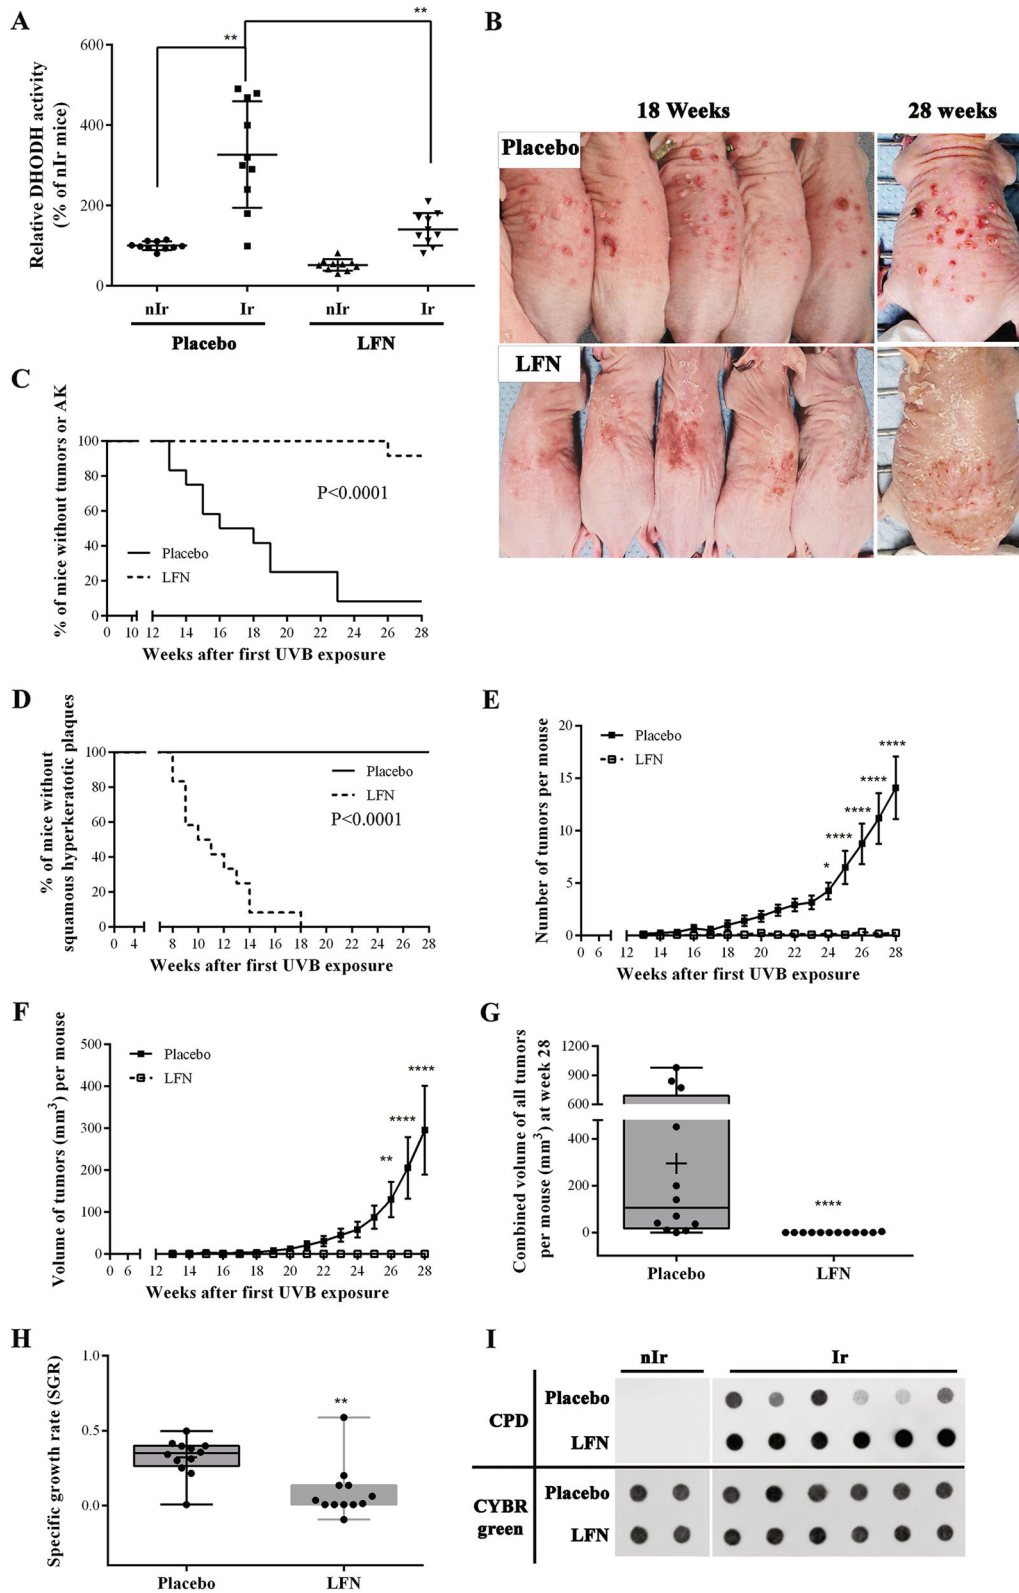 A
**
**
600
400
200
0
Relative DHODH activity
(% of nIr mice)
nIr
Ir
nIr
Ir
Placebo
LFN
B
18 Weeks
28 weeks
Placebo
LFN
C
% of mice without tumors or AK
100
80
60
40
20
0
P<0.0001
Placebo
LFN
0 10 12 14 16 18 20 22 24 26 28
Weeks after first UVB exposure
D
% of mice without
squamous hyperkeratotic plaques
100
80
60
40
20
0
Placebo
LFN
P<0.0001
0 4 8 10 12 14 16 18 20 22 24 26 28
Weeks after first UVB exposure
E
Number of tumors per mouse
20
15
10
5
0
Placebo
LFN
*
****
****
****
****
0 6 12 14 16 18 20 22 24 26 28
Weeks after first UVB exposure
F
Volume of tumors (mm³) per mouse
500
400
300
200
100
0
Placebo
LFN
**
****
****
0 6 12 14 16 18 20 22 24 26 28
Weeks after first UVB exposure
G
Combined volume of all tumors
per mouse (mm³) at week 28
1200
900
600
400
200
0
****
Placebo
LFN
H
Specific growth rate (SGR)
1.0
0.5
0.0
**
Placebo
LFN
I
nIr
Ir
CPD
Placebo
LFN
CYBR
green
Placebo
LFN